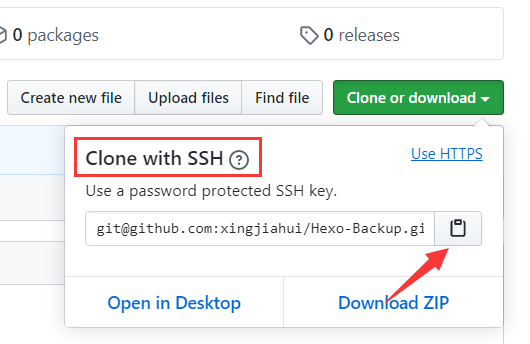 0 packages
0 releases
Create new file
Upload files
Find file
Clone or download
Clone with SSH ?
Use HTTPS
Use a password protected SSH key.
git@github.com:xingjiahui/Hexo-Backup.gi
Open in Desktop
Download ZIP